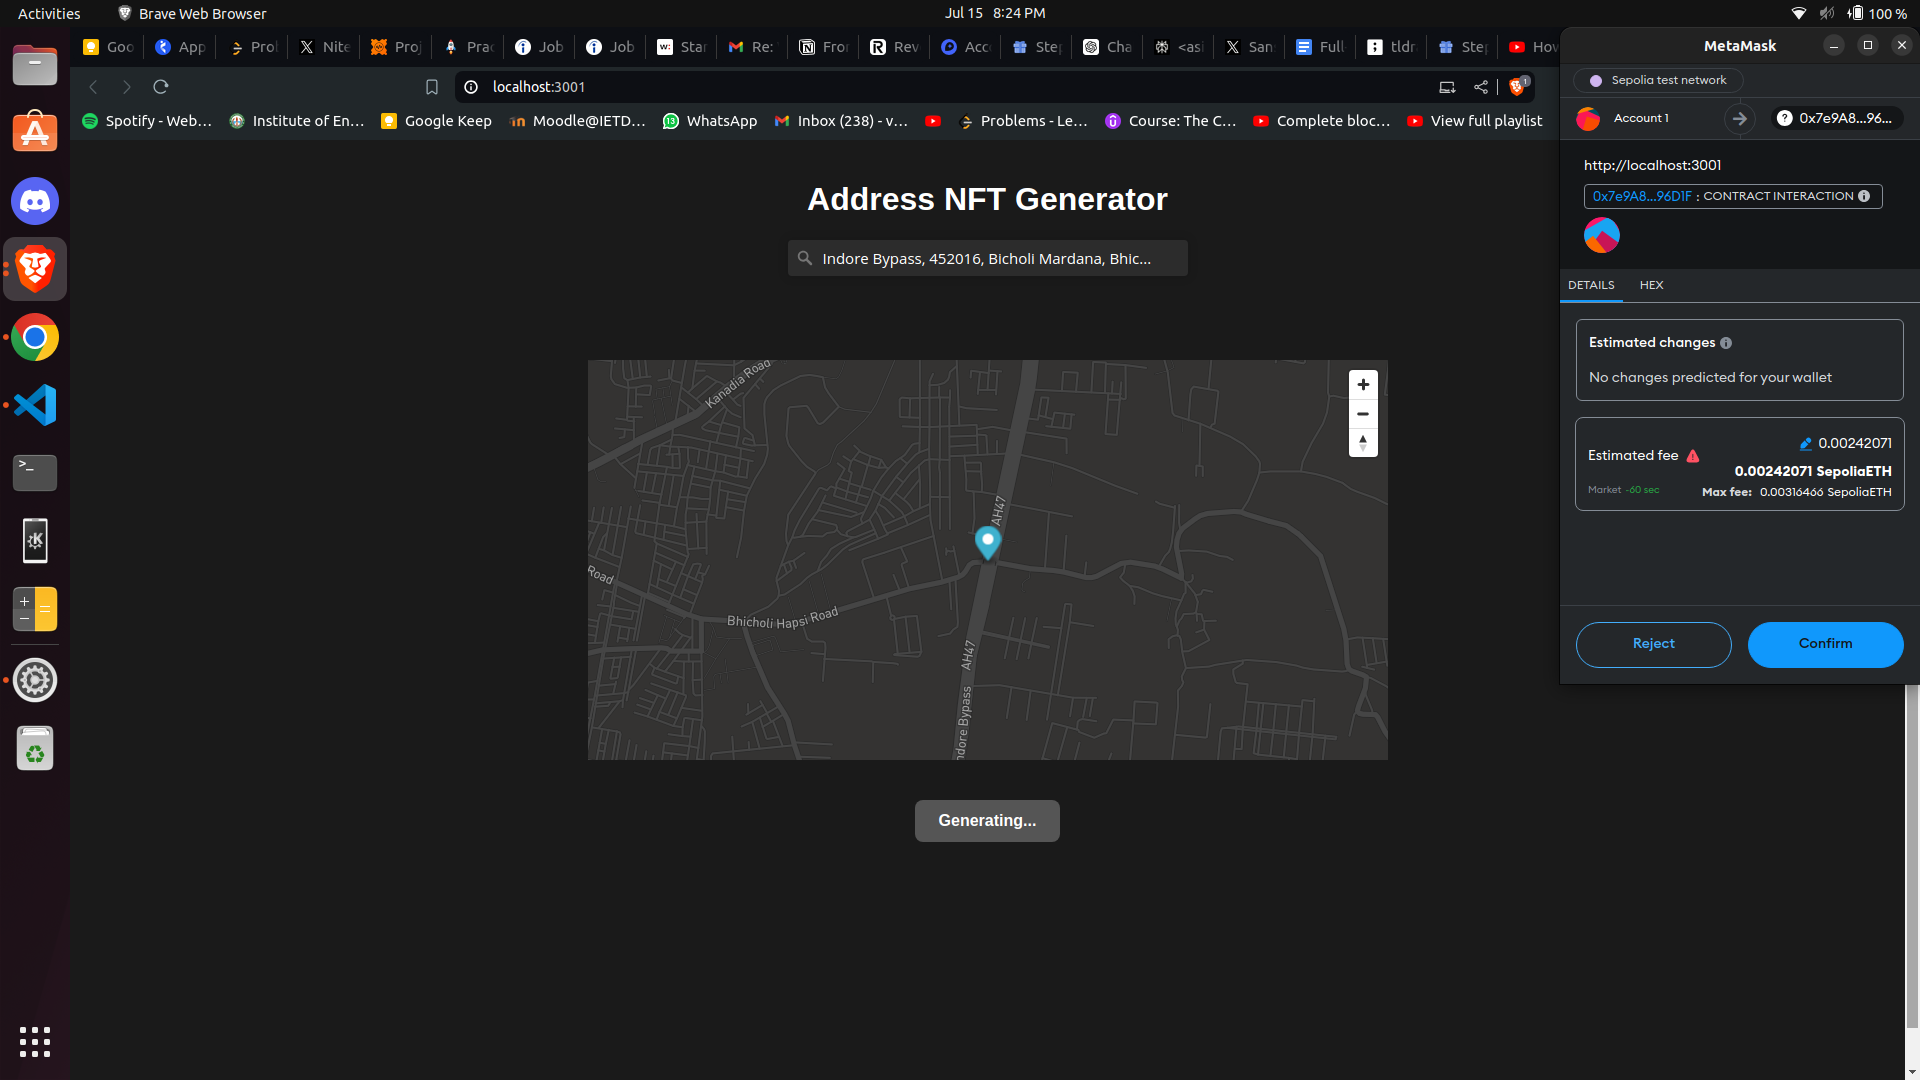 Activities
Brave Web Browser
Jul 15 8:24 PM
100 %
Goo
App
Prol
Nite
Proj
Prac
Job
Job
Star
Re:
Fror
Rev
Acc
Step
Cha
<asi
San
Full-
tldr
Step
How
localhost:3001
1
Spotify - Web...
Institute of En...
Google Keep
Moodle@IETD...
WhatsApp
Inbox (238) - v...
Problems - Le...
Course: The C...
Complete bloc...
View full playlist
Address NFT Generator
Indore Bypass, 452016, Bicholi Mardana, Bhic...
Kanadia Road
AH47
Road
Bhicholi Hapsi Road
AH47
Indore Bypass
Generating...
MetaMask
Sepolia test network
Account 1
0x7e9A8...96...
http://localhost:3001
0x7e9A8...96D1F : CONTRACT INTERACTION
DETAILS
HEX
Estimated changes
No changes predicted for your wallet
Estimated fee
0.00242071
0.00242071 SepoliaETH
Market ~60 sec
Max fee: 0.00316466 SepoliaETH
Reject
Confirm